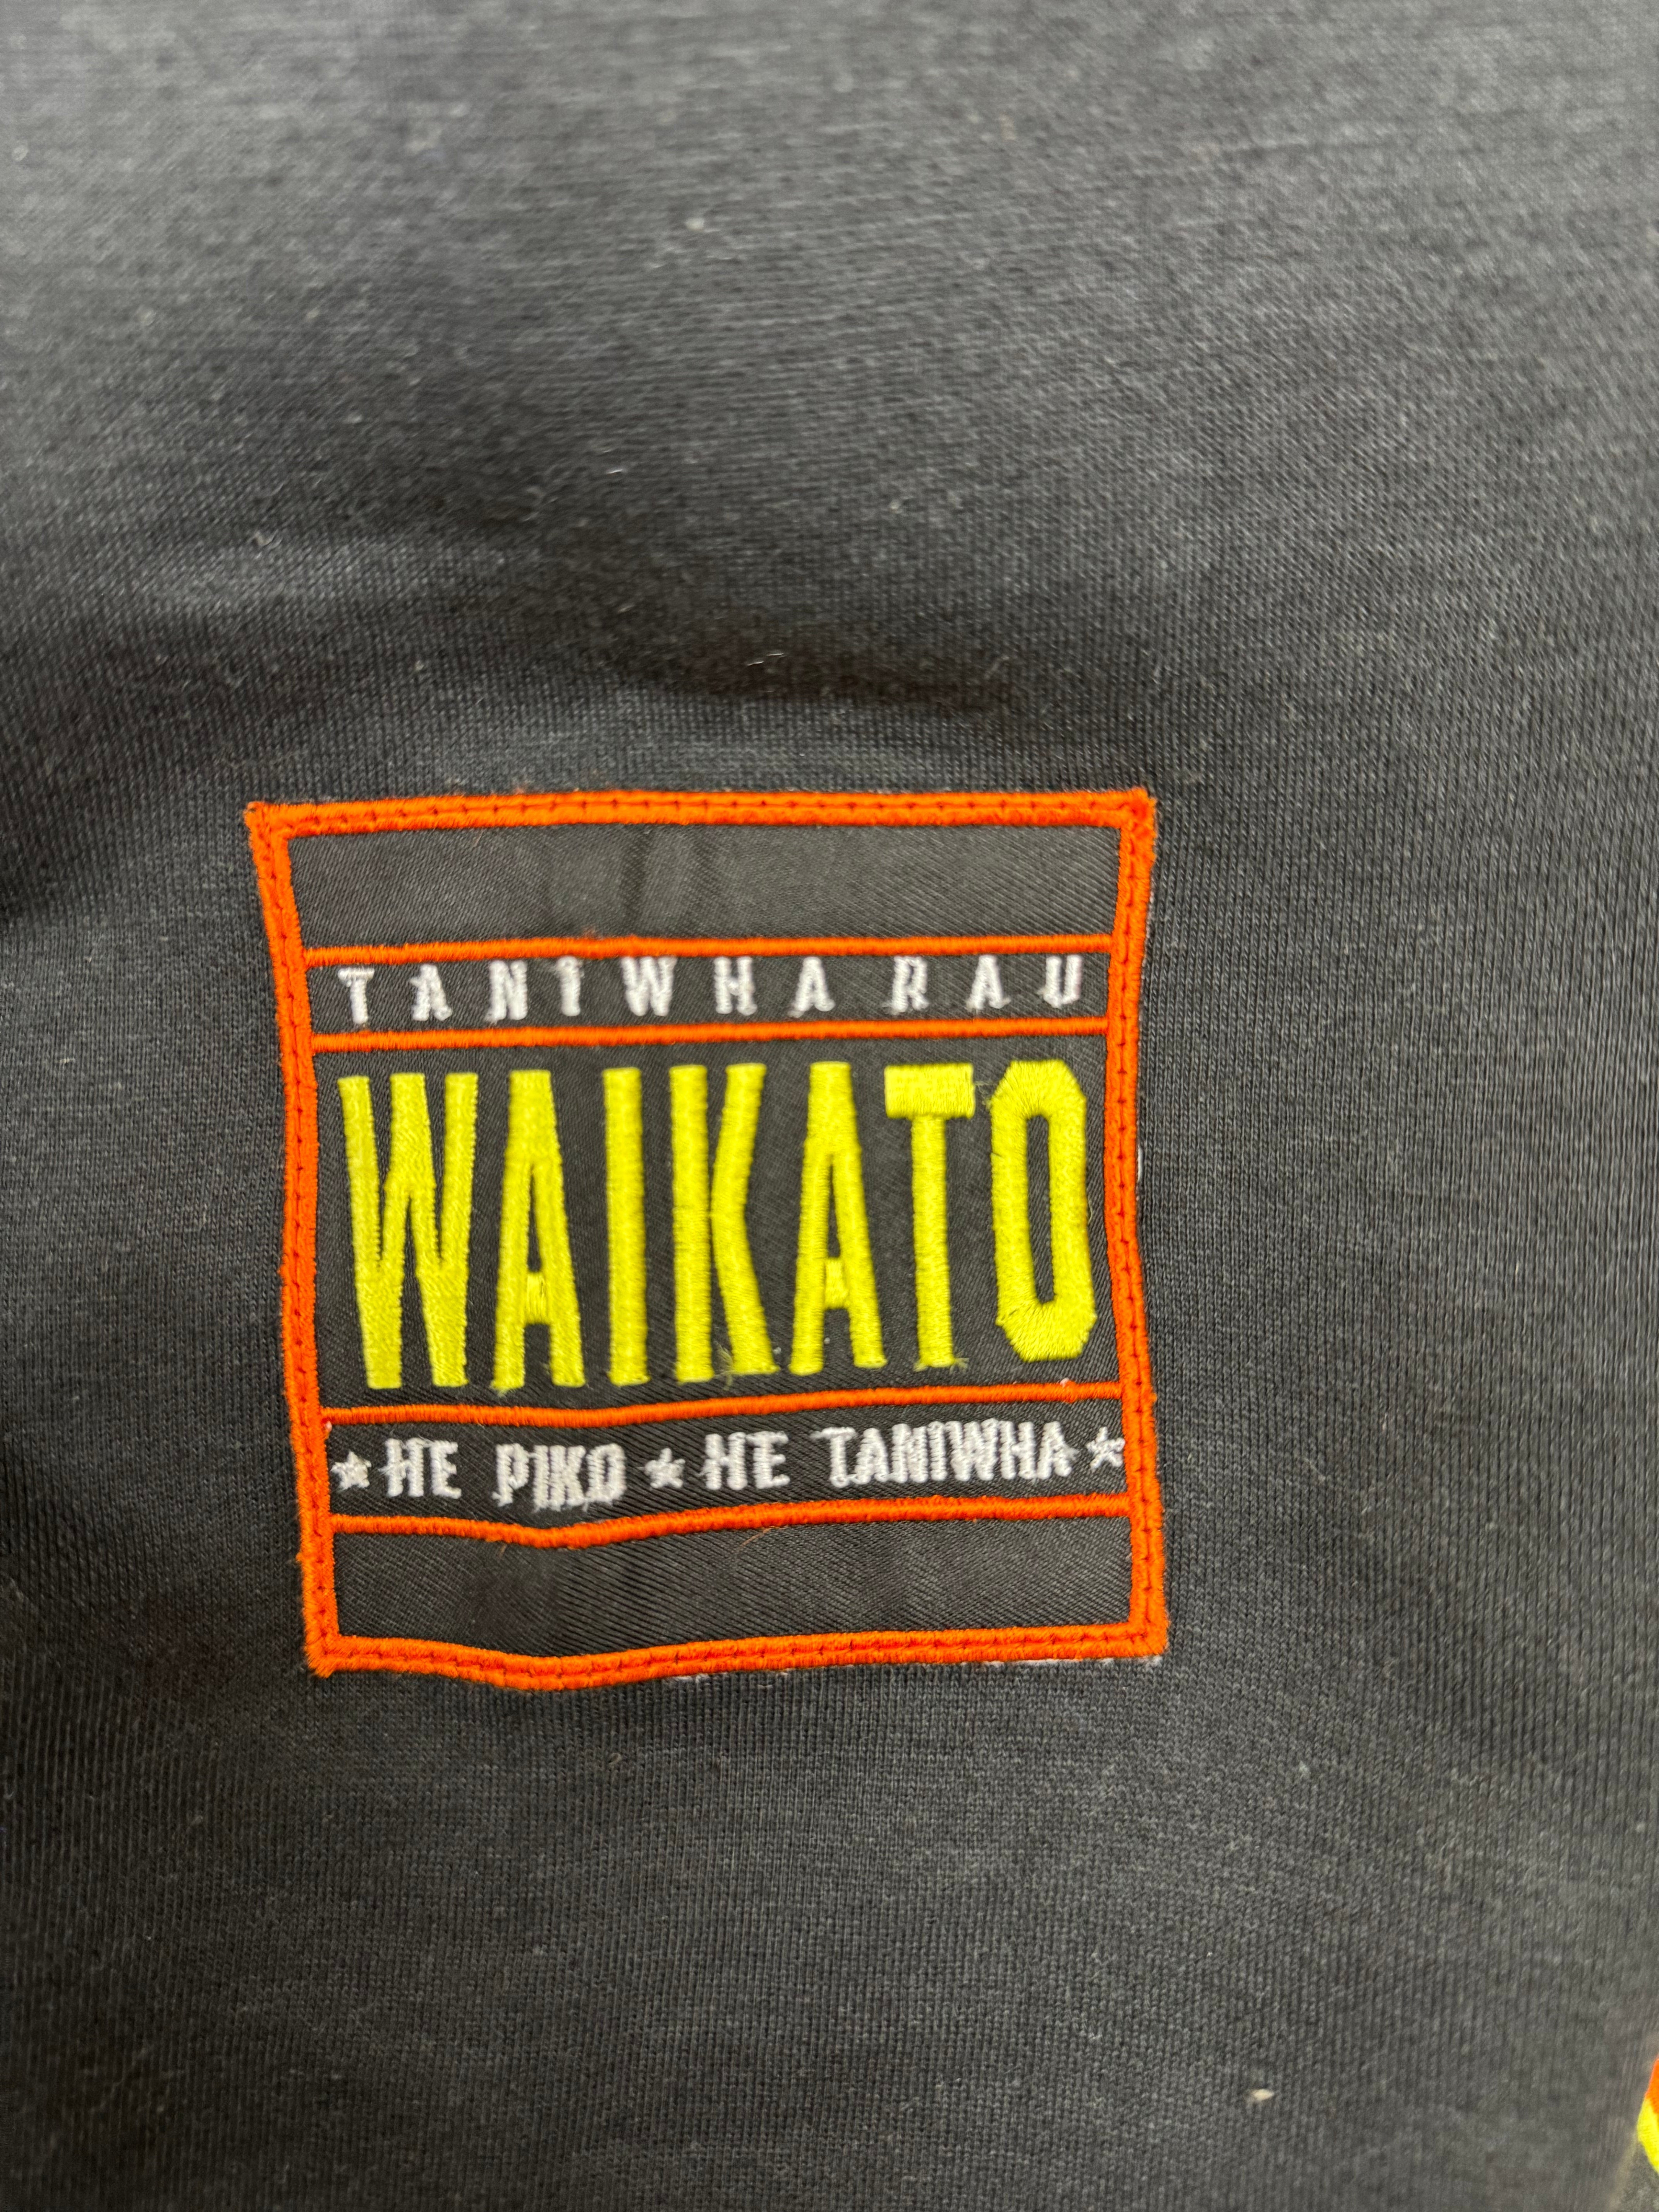 TANIWHA RAU
WAIKATO
★ HE PIKO ★ HE TANIWHA ★